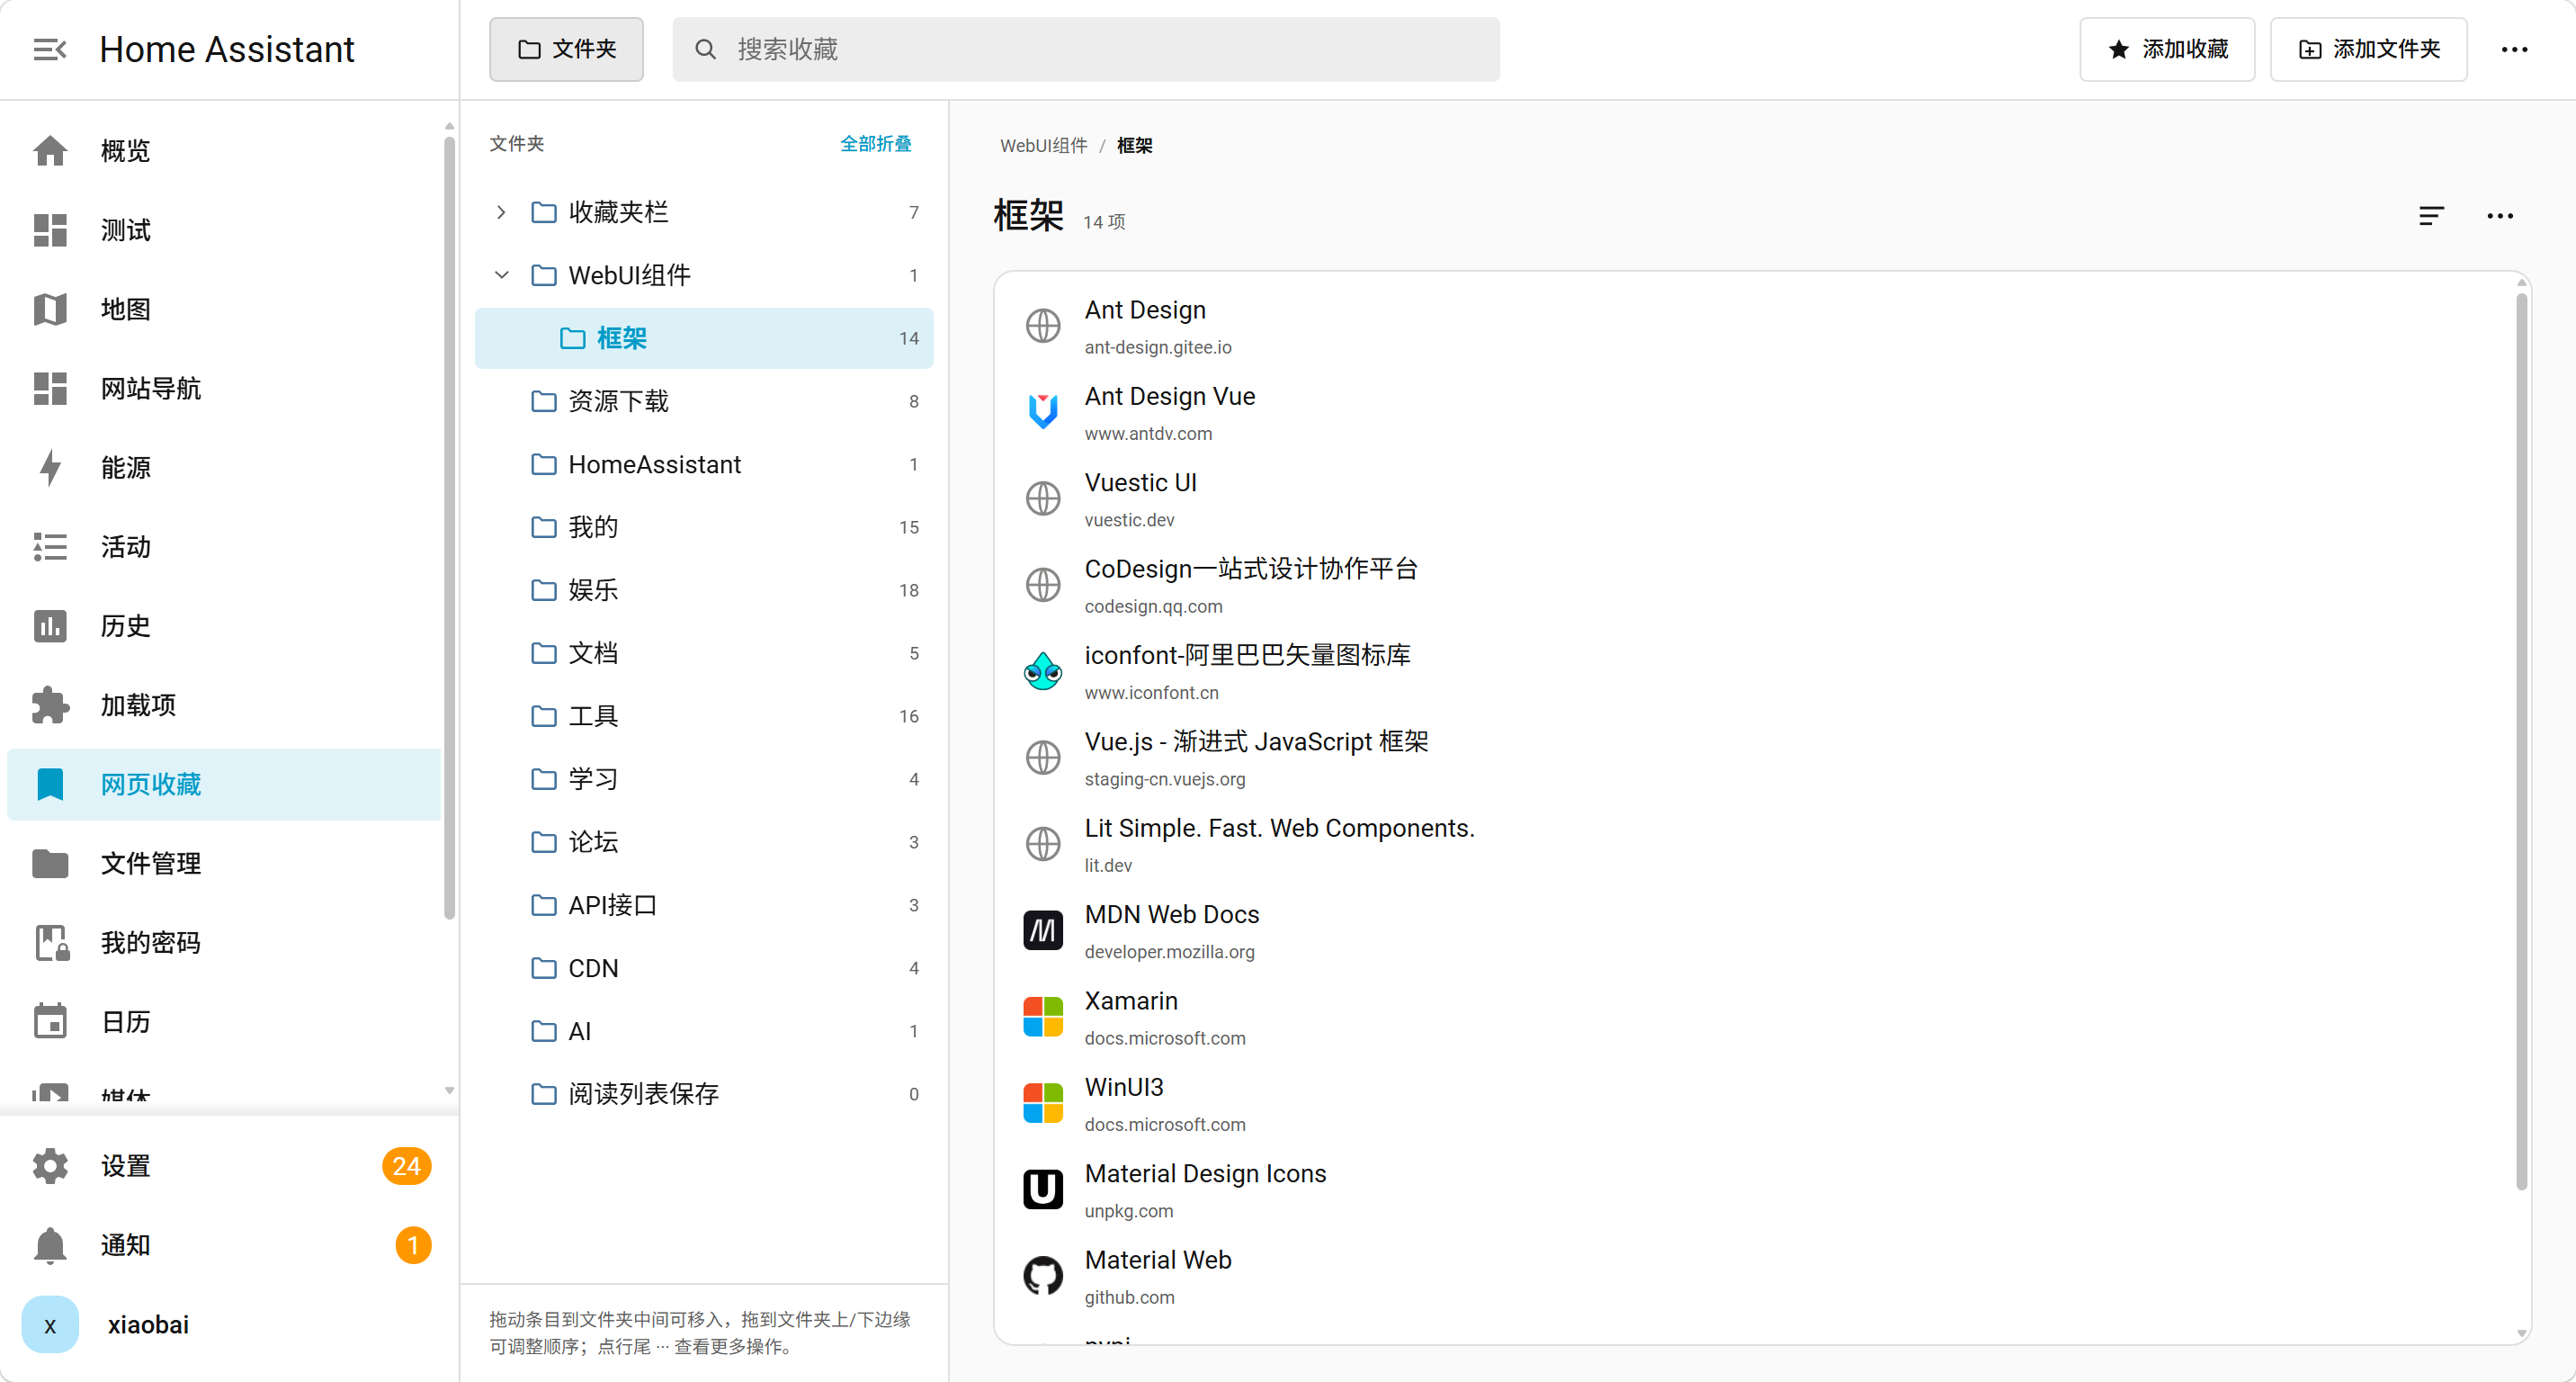 Home Assistant
文件夹
搜索收藏
添加收藏
添加文件夹
概览
测试
地图
网站导航
能源
活动
历史
加载项
网页收藏
文件管理
我的密码
日历
媒体
设置
24
通知
1
x
xiaobai
文件夹
全部折叠
收藏夹栏
7
WebUI组件
1
框架
14
资源下载
8
HomeAssistant
1
我的
15
娱乐
18
文档
5
工具
16
学习
4
论坛
3
API接口
3
CDN
4
AI
1
阅读列表保存
0
拖动条目到文件夹中间可移入，拖到文件夹上/下边缘
可调整顺序；点行尾 ··· 查看更多操作。
WebUI组件 / 框架
框架 14 项
Ant Design
ant-design.gitee.io
Ant Design Vue
www.antdv.com
Vuestic UI
vuestic.dev
CoDesign一站式设计协作平台
codesign.qq.com
iconfont-阿里巴巴矢量图标库
www.iconfont.cn
Vue.js - 渐进式 JavaScript 框架
staging-cn.vuejs.org
Lit Simple. Fast. Web Components.
lit.dev
MDN Web Docs
developer.mozilla.org
Xamarin
docs.microsoft.com
WinUI3
docs.microsoft.com
Material Design Icons
unpkg.com
Material Web
github.com